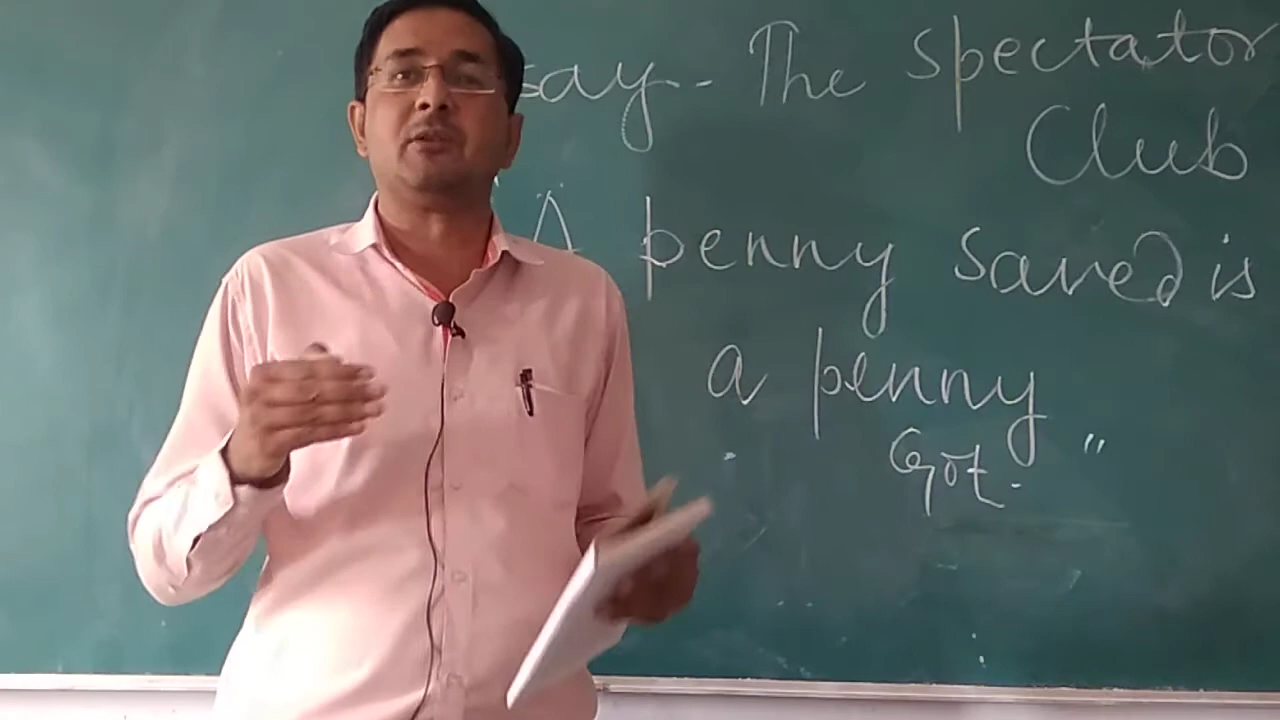 say - The Spectator
Club
" A penny saved is
a penny
Got. "